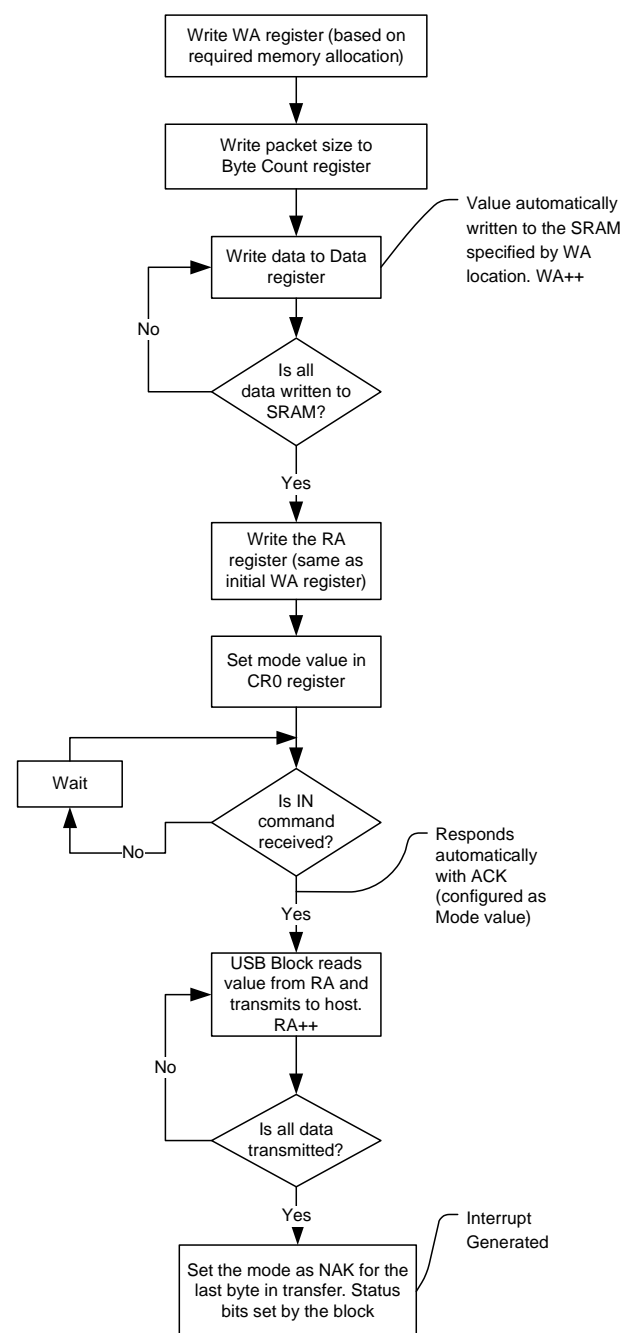 Write WA register (based on
required memory allocation)
Write packet size to
Byte Count register
Value automatically
written to the SRAM
specified by WA
location. WA++
Write data to Data
register
No
Is all
data written to
SRAM?
Yes
Write the RA
register (same as
initial WA register)
Set mode value in
CR0 register
Wait
Is IN
command
received?
No
Responds
automatically
with ACK
(configured as
Mode value)
Yes
USB Block reads
value from RA and
transmits to host.
RA++
No
Is all data
transmitted?
Yes
Interrupt
Generated
Set the mode as NAK for the
last byte in transfer. Status
bits set by the block